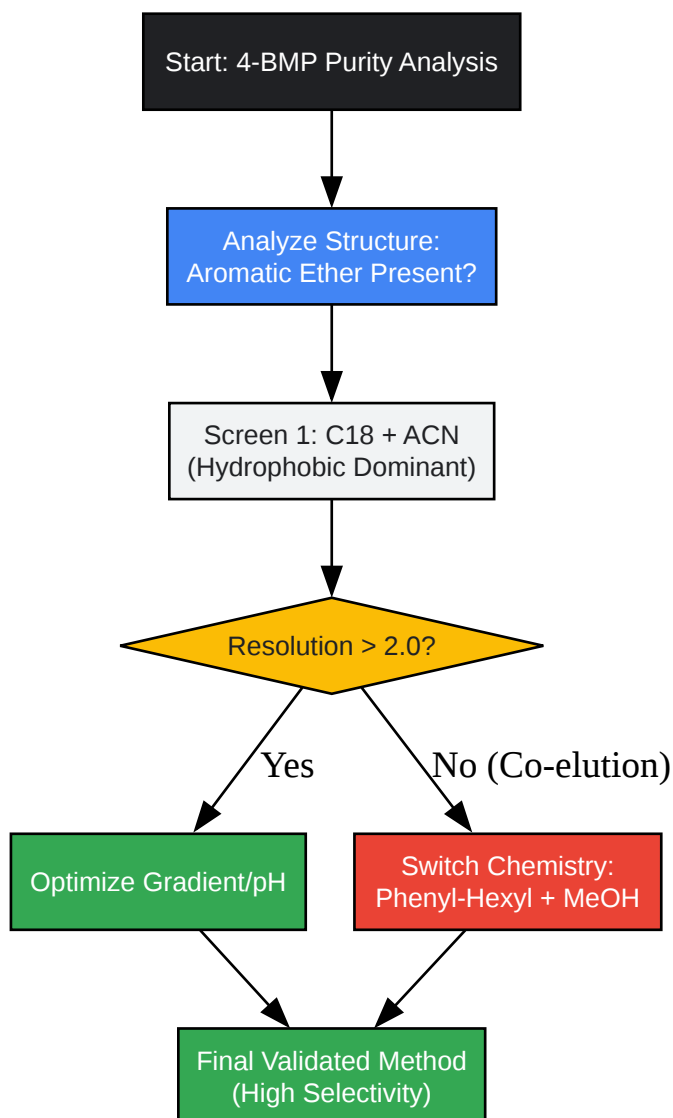 Start: 4-BMP Purity Analysis
Analyze Structure:
Aromatic Ether Present?
Screen 1: C18 + ACN
(Hydrophobic Dominant)
Resolution > 2.0?
Yes
No (Co-elution)
Optimize Gradient/pH
Switch Chemistry:
Phenyl-Hexyl + MeOH
Final Validated Method
(High Selectivity)